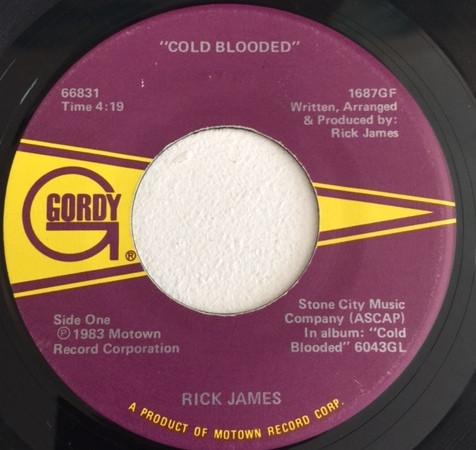 "COLD BLOODED"
66831
Time 4:19
1687GF
Written, Arranged
& Produced by:
Rick James
GORDY
®
Side One
℗ 1983 Motown
Record Corporation
Stone City Music
Company (ASCAP)
In album: "Cold
Blooded" 6043GL
RICK JAMES
A PRODUCT OF MOTOWN RECORD CORP.